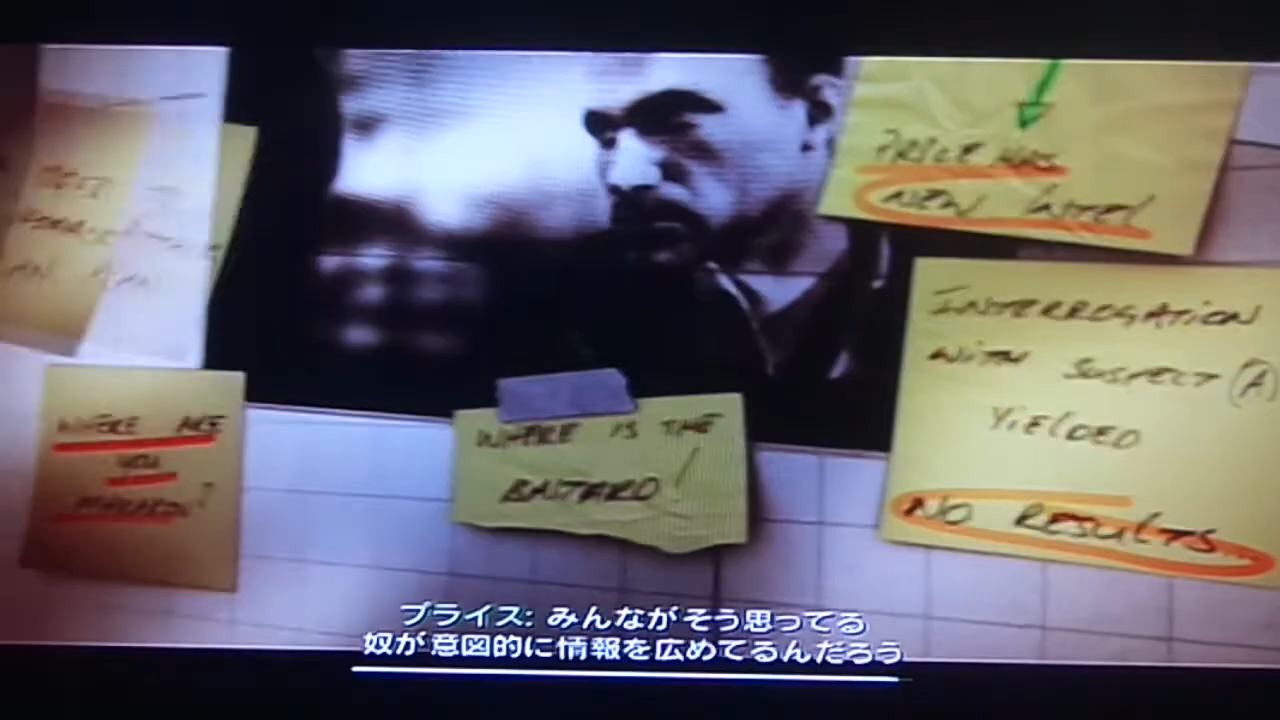 PRICE HAS
NEW INTEL
INTERROGATION
WITH SUSPECT (A)
YIELDED
NO RESULTS
WHERE ARE
YOU
MAKAROV?
WHERE IS THE
BASTARD!
プライス: みんながそう思ってる
奴が意図的に情報を広めてるんだろう